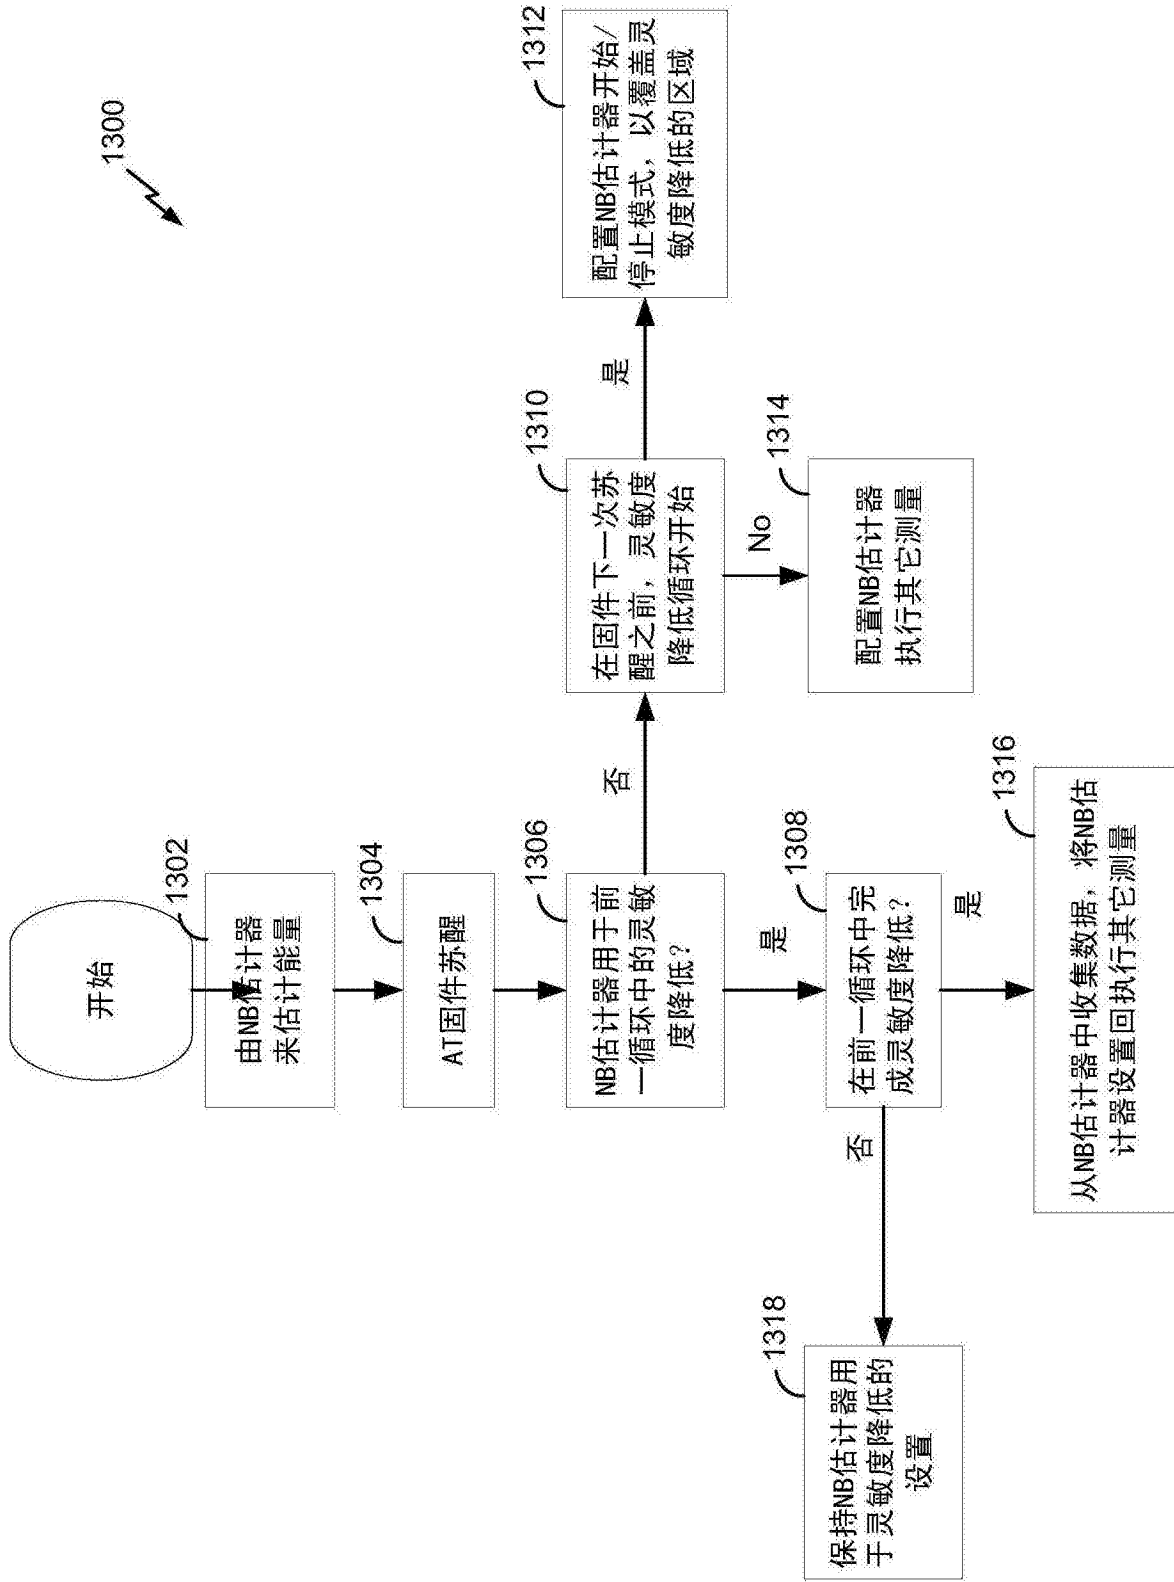 1300
开始
1302
由NB估计器
来估计能量
1304
AT固件苏醒
1306
NB估计器用于前
一循环中的灵敏
度降低?
否
1310
在固件下一次苏
醒之前，灵敏度
降低循环开始
是
1312
配置NB估计器开始/
停止模式，以覆盖灵
敏度降低的区域
No
1314
配置NB估计器
执行其它测量
是
1308
在前一循环中完
成灵敏度降低?
否
1318
保持NB估计器用
于灵敏度降低的
设置
是
1316
从NB估计器中收集数据，将NB估
计器设置回执行其它测量